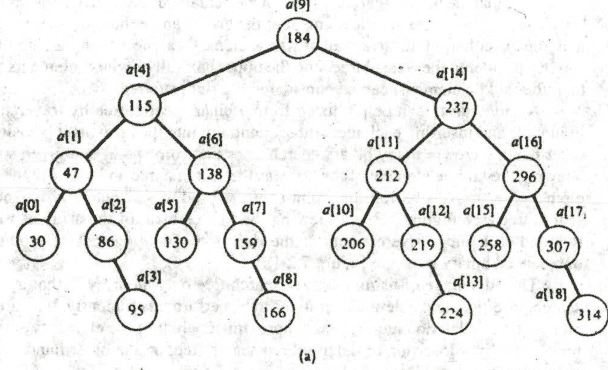 a[9]
184
a[4] a[14]
115 237
a[1] a[6] a[11] a[16]
47 138 212 296
a[0] a[2] a[5] a[7] a[10] a[12] a[15] a[17]
30 86 130 159 206 219 258 307
a[3] a[8] a[13] a[18]
95 166 224 314
(a)